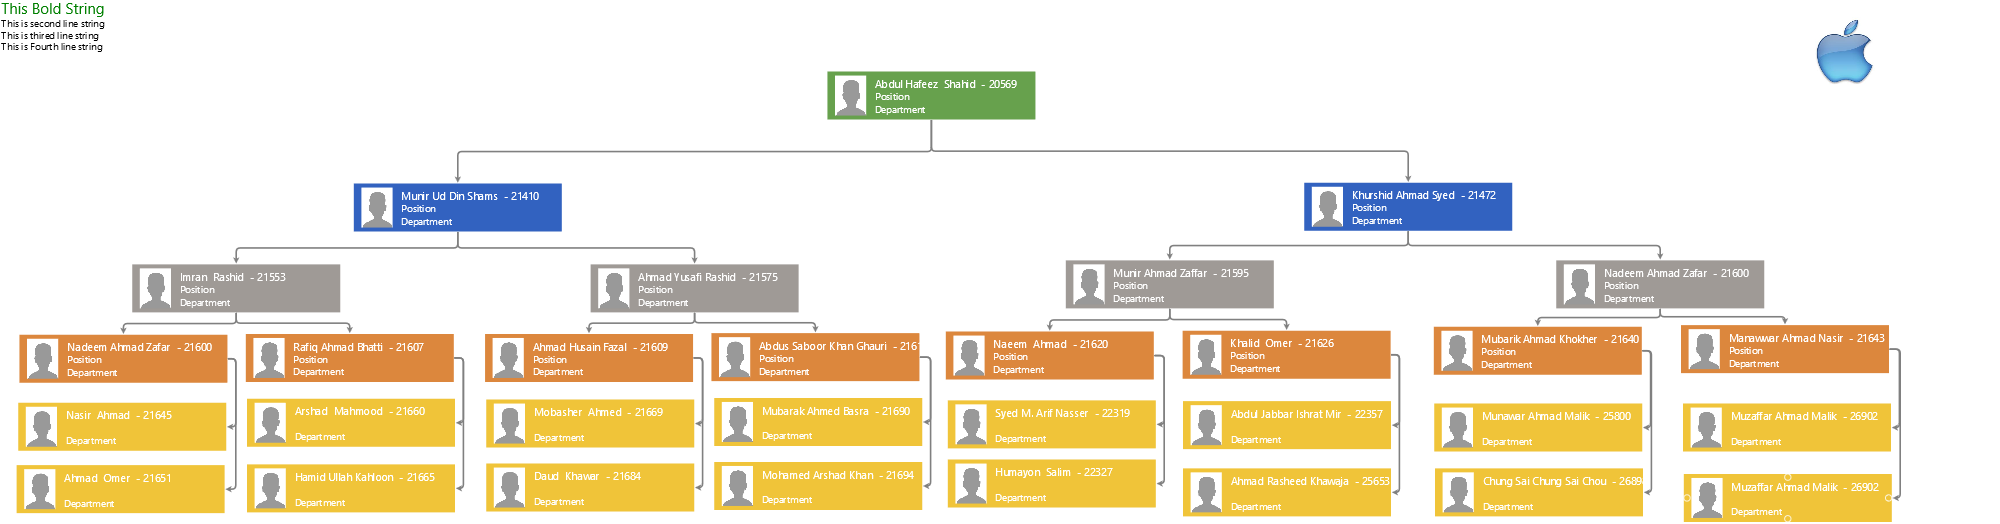 This Bold String
This is second line string
This is thired line string
This is Fourth line string
Abdul Hafeez Shahid - 20569
Position
Department
Munir Ud Din Shams - 21410
Position
Department
Khurshid Ahmad Syed - 21472
Position
Department
Imran Rashid - 21553
Position
Department
Ahmad Yusafi Rashid - 21575
Position
Department
Munir Ahmad Zaffar - 21595
Position
Department
Nadeem Ahmad Zafar - 21600
Position
Department
Nadeem Ahmad Zafar - 21600
Position
Department
Rafiq Ahmad Bhatti - 21607
Position
Department
Ahmad Husain Fazal - 21609
Position
Department
Abdus Saboor Khan Ghauri - 2161
Position
Department
Naeem Ahmad - 21620
Position
Department
Khalid Omer - 21626
Position
Department
Mubarik Ahmad Khokher - 21640
Position
Department
Manawwar Ahmad Nasir - 21643
Position
Department
Nasir Ahmad - 21645
Department
Arshad Mahmood - 21660
Department
Mobasher Ahmed - 21669
Department
Mubarak Ahmed Basra - 21690
Department
Syed M. Arif Nasser - 22319
Department
Abdul Jabbar Ishrat Mir - 22357
Department
Munawar Ahmad Malik - 25800
Department
Muzaffar Ahmad Malik - 26902
Department
Ahmad Omer - 21651
Department
Hamid Ullah Kahloon - 21665
Department
Daud Khawar - 21684
Department
Mohamed Arshad Khan - 21694
Department
Humayon Salim - 22327
Department
Ahmad Rasheed Khawaja - 25653
Department
Chung Sai Chung Sai Chou - 2689
Department
Muzaffar Ahmad Malik - 26902
Department